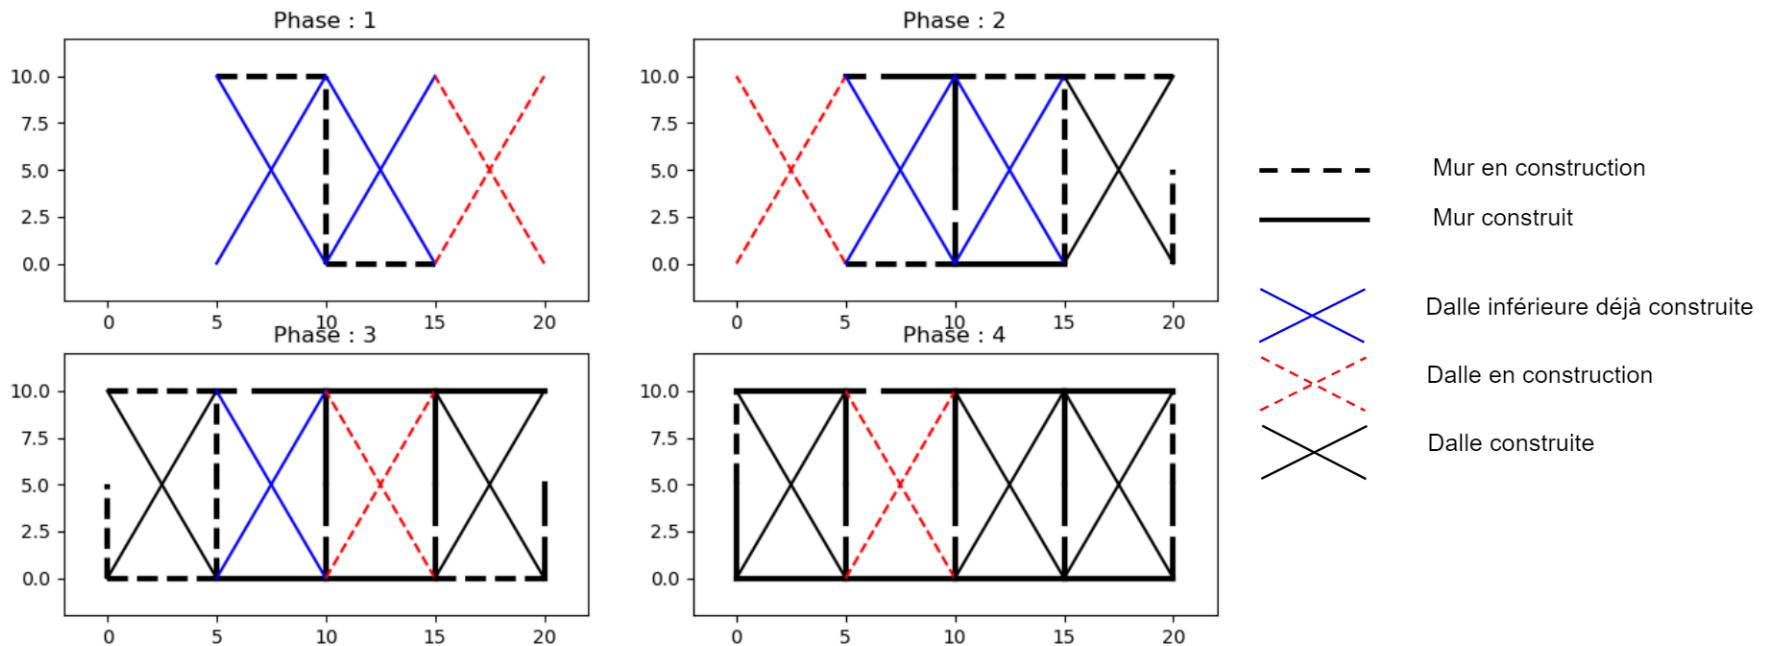 Phase : 1
10.0
7.5
5.0
2.5
0.0
0 5 10 15 20
Phase : 2
10.0
7.5
5.0
2.5
0.0
0 5 10 15 20
Phase : 3
10.0
7.5
5.0
2.5
0.0
0 5 10 15 20
Phase : 4
10.0
7.5
5.0
2.5
0.0
0 5 10 15 20
Mur en construction
Mur construit
Dalle inférieure déjà construite
Dalle en construction
Dalle construite